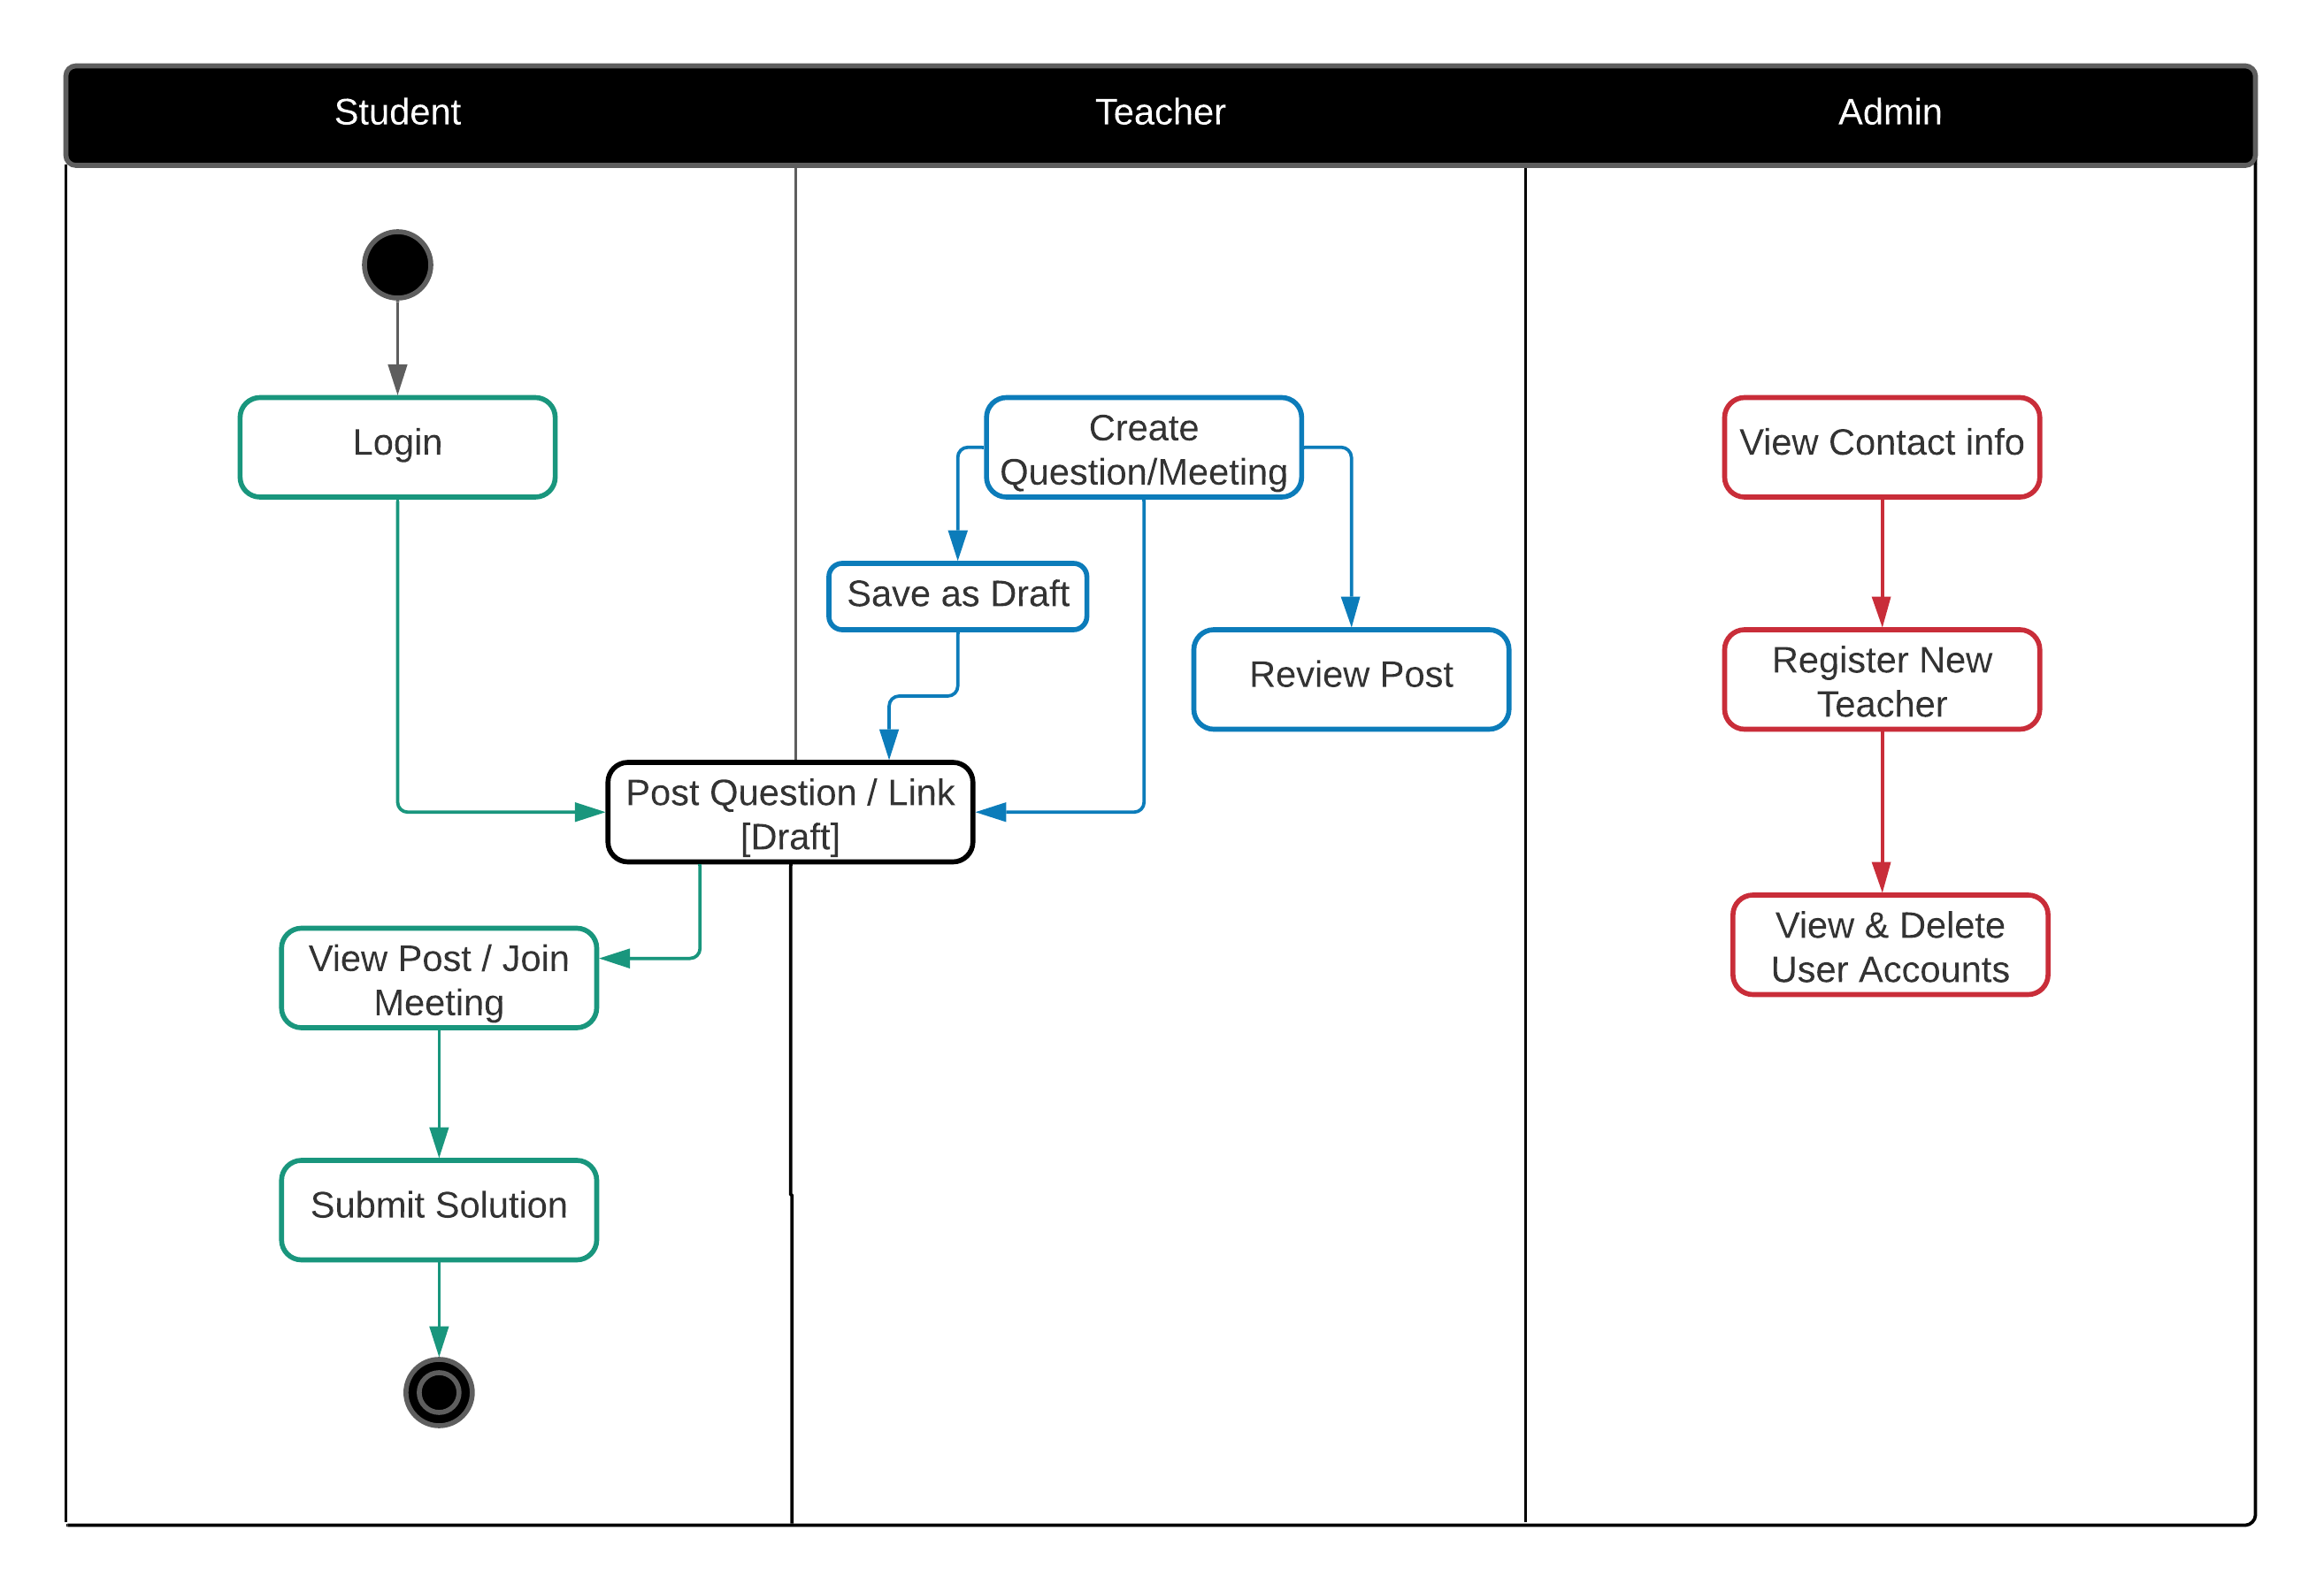 Student
Teacher
Admin
Login
Create
Question/Meeting
View Contact info
Save as Draft
Review Post
Register New
Teacher
Post Question / Link
[Draft]
View Post / Join
Meeting
View & Delete
User Accounts
Submit Solution